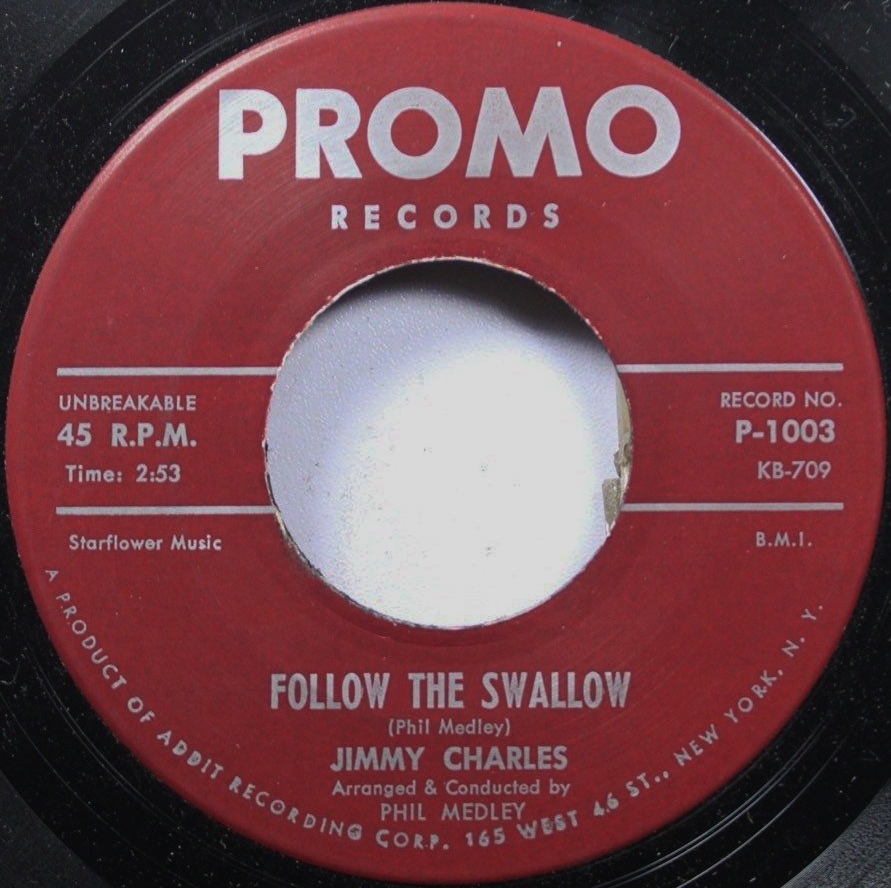 PROMO
RECORDS
UNBREAKABLE
45 R.P.M.
Time: 2:53
RECORD NO.
P-1003
KB-709
Starflower Music
B.M.I.
FOLLOW THE SWALLOW
(Phil Medley)
JIMMY CHARLES
Arranged & Conducted by
PHIL MEDLEY
A PRODUCT OF ADDIT RECORDING CORP. 165 WEST 46 ST., NEW YORK, N. Y.